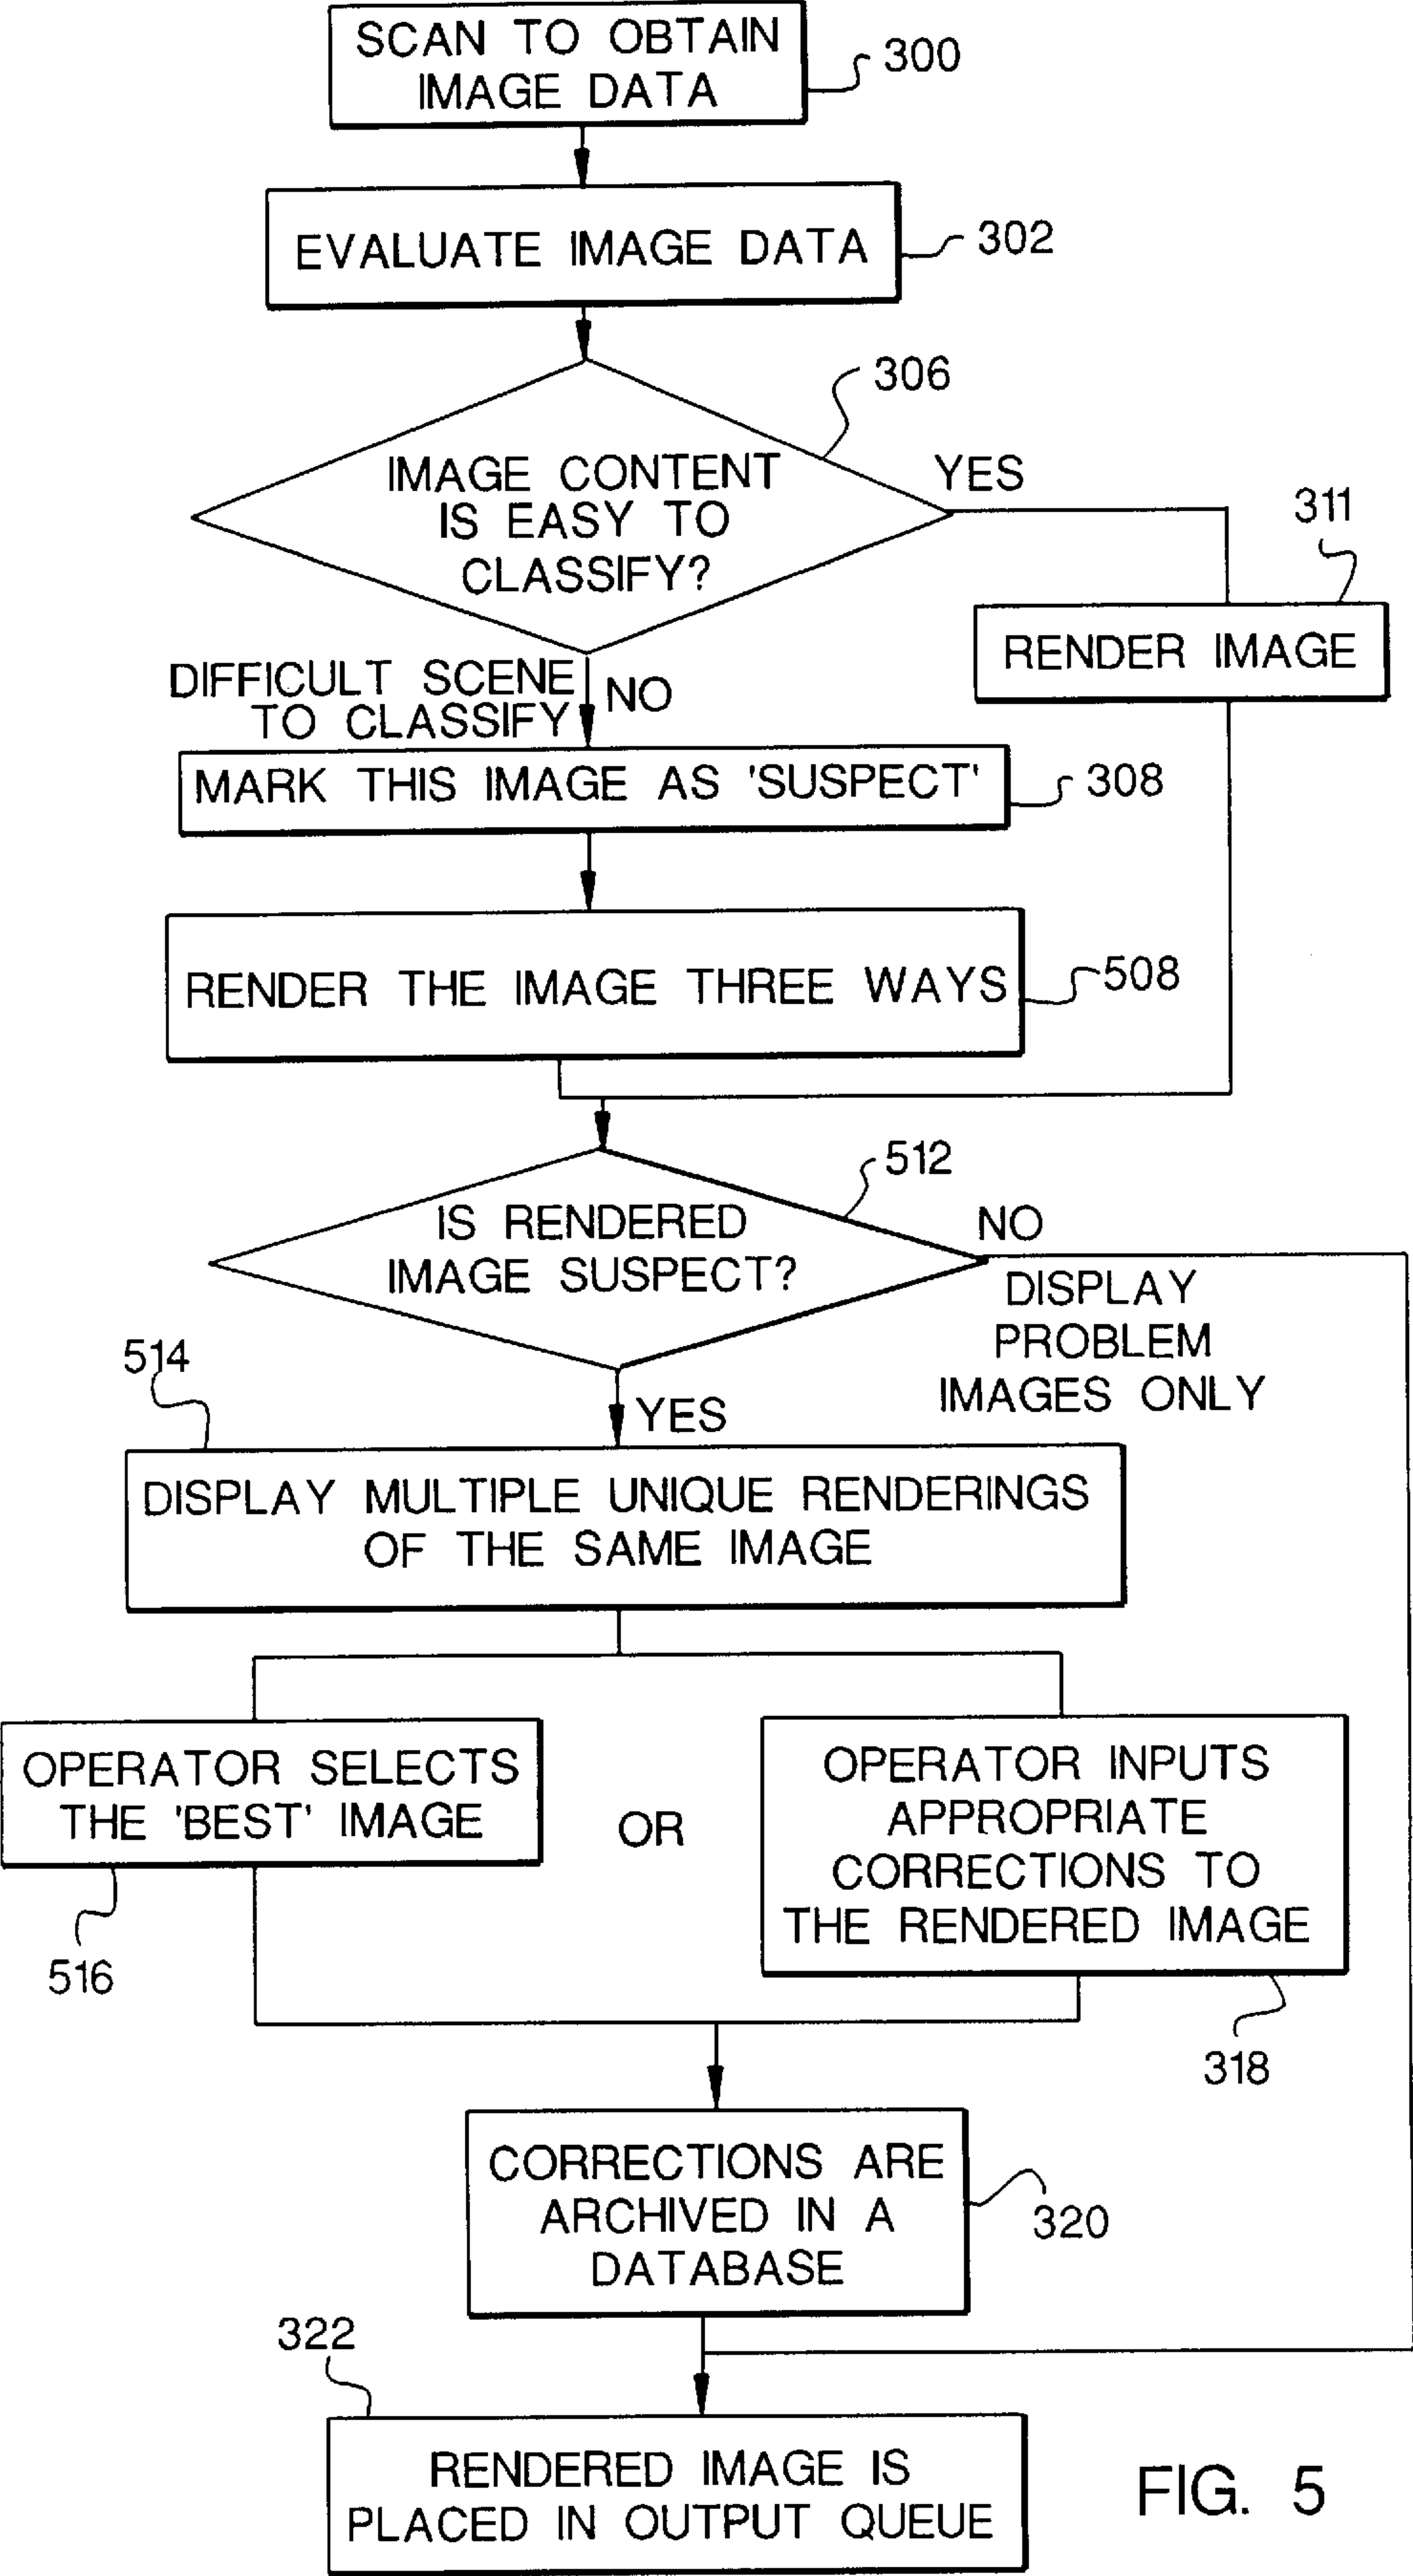 SCAN TO OBTAIN
IMAGE DATA
300
EVALUATE IMAGE DATA
302
306
IMAGE CONTENT
IS EASY TO
CLASSIFY?
YES
311
RENDER IMAGE
DIFFICULT SCENE
TO CLASSIFY
NO
MARK THIS IMAGE AS 'SUSPECT'
308
RENDER THE IMAGE THREE WAYS
508
512
IS RENDERED
IMAGE SUSPECT?
NO
DISPLAY
PROBLEM
IMAGES ONLY
514
YES
DISPLAY MULTIPLE UNIQUE RENDERINGS
OF THE SAME IMAGE
OPERATOR SELECTS
THE 'BEST' IMAGE
516
OR
OPERATOR INPUTS
APPROPRIATE
CORRECTIONS TO
THE RENDERED IMAGE
318
CORRECTIONS ARE
ARCHIVED IN A
DATABASE
320
322
RENDERED IMAGE IS
PLACED IN OUTPUT QUEUE
FIG. 5